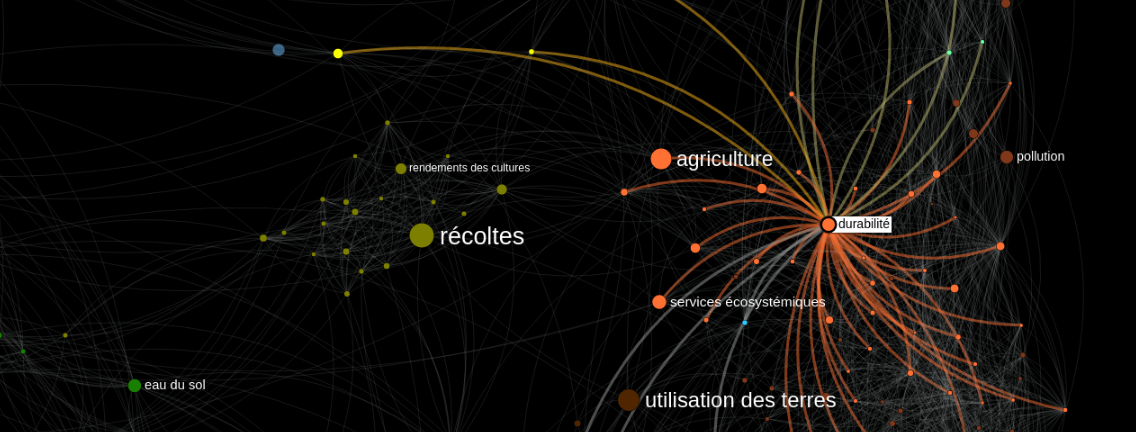 agriculture
pollution
rendements des cultures
durabilité
récoltes
services écosystémiques
eau du sol
utilisation des terres